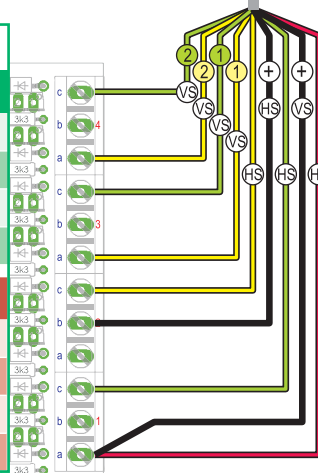 2 1
2 1 + +
c VS
VS
3k3 b 4 HS VS
VS
a VS
3k3
c HS HS
3k3 b 3
a
3k3
c
3k3 b
a
3k3
c
3k3 b 1
a
3k3